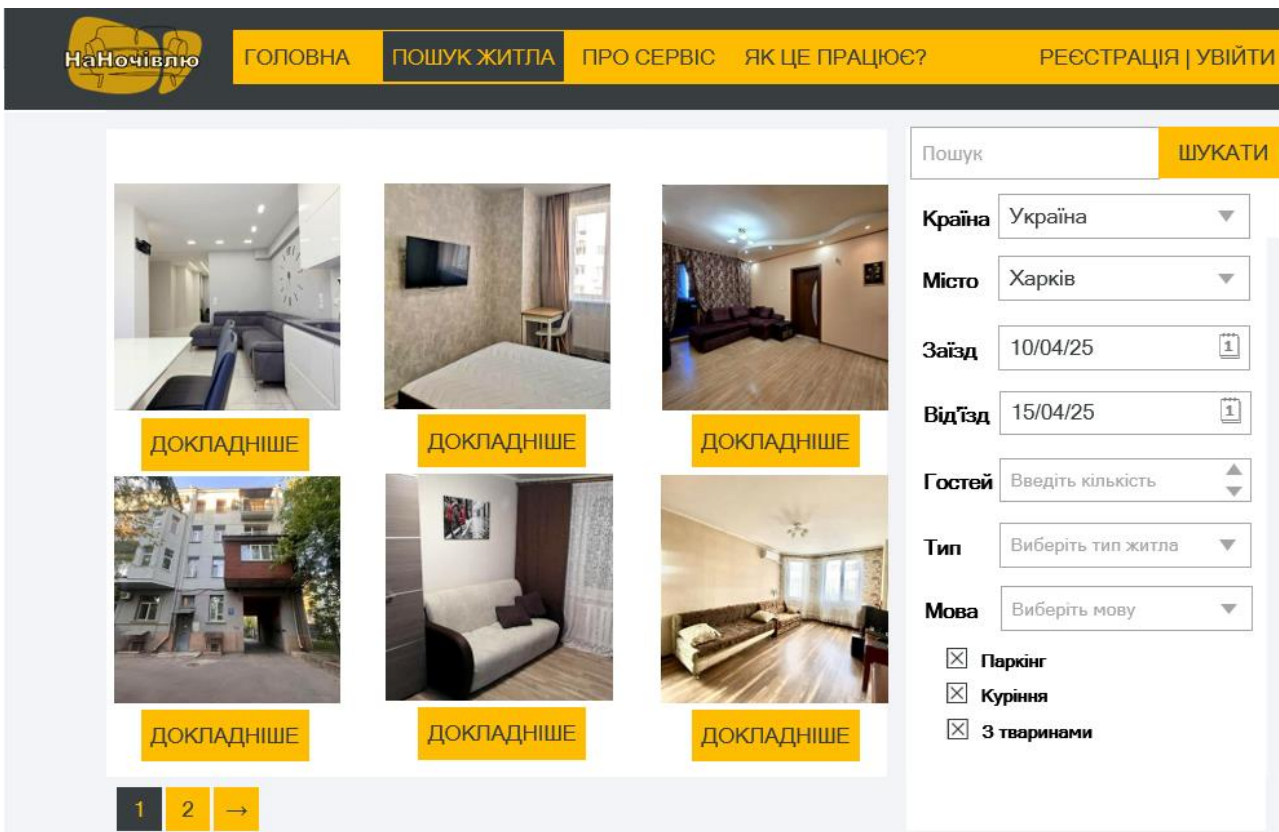 НаНочівлю
ГОЛОВНА
ПОШУК ЖИТЛА
ПРО СЕРВІС
ЯК ЦЕ ПРАЦЮЄ?
РЕЄСТРАЦІЯ | УВІЙТИ
ДОКЛАДНІШЕ
ДОКЛАДНІШЕ
ДОКЛАДНІШЕ
ДОКЛАДНІШЕ
ДОКЛАДНІШЕ
ДОКЛАДНІШЕ
1
2
→
Пошук
ШУКАТИ
Країна Україна
Місто Харків
Заїзд 10/04/25 1
Від'їзд 15/04/25 1
Гостей Введіть кількість
Тип Виберіть тип житла
Мова Виберіть мову
Паркінг
Куріння
З тваринами